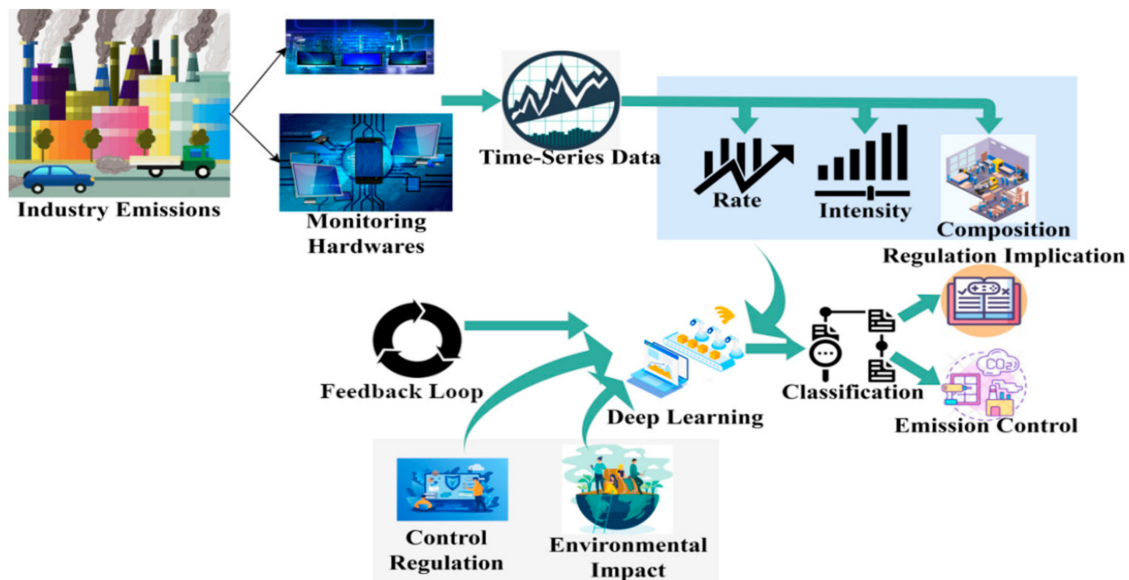 Industry Emissions
Monitoring
Hardwares
Time-Series Data
Rate
Intensity
Composition
Regulation Implication
Feedback Loop
Deep Learning
Classification
Emission Control
CO₂
Control
Regulation
Environmental
Impact